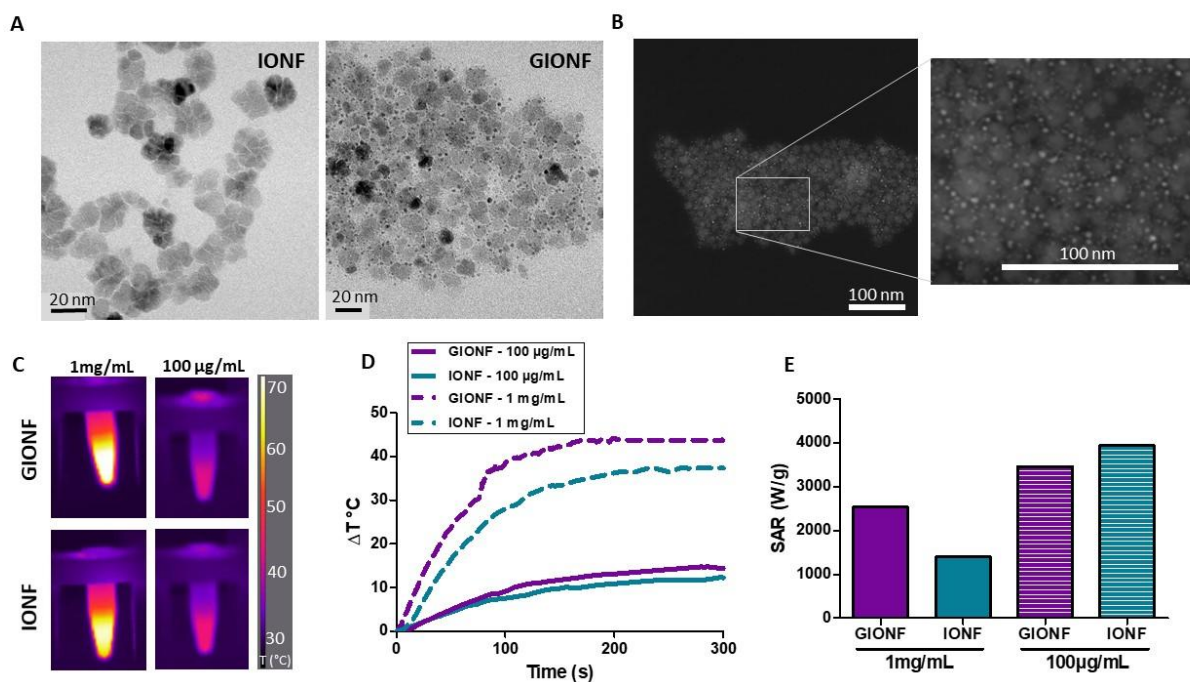 A
IONF
20 nm
GIONF
20 nm
B
100 nm
100 nm
C
1mg/mL
100 µg/mL
GIONF
IONF
70
60
50
40
30
T (°C)
D
GIONF - 100 µg/mL
IONF - 100 µg/mL
GIONF - 1 mg/mL
IONF - 1 mg/mL
Δ T °C
50
40
30
20
10
0
0
100
200
300
Time (s)
E
SAR (W/g)
5000
4000
3000
2000
1000
0
GIONF
IONF
GIONF
IONF
1mg/mL
100µg/mL